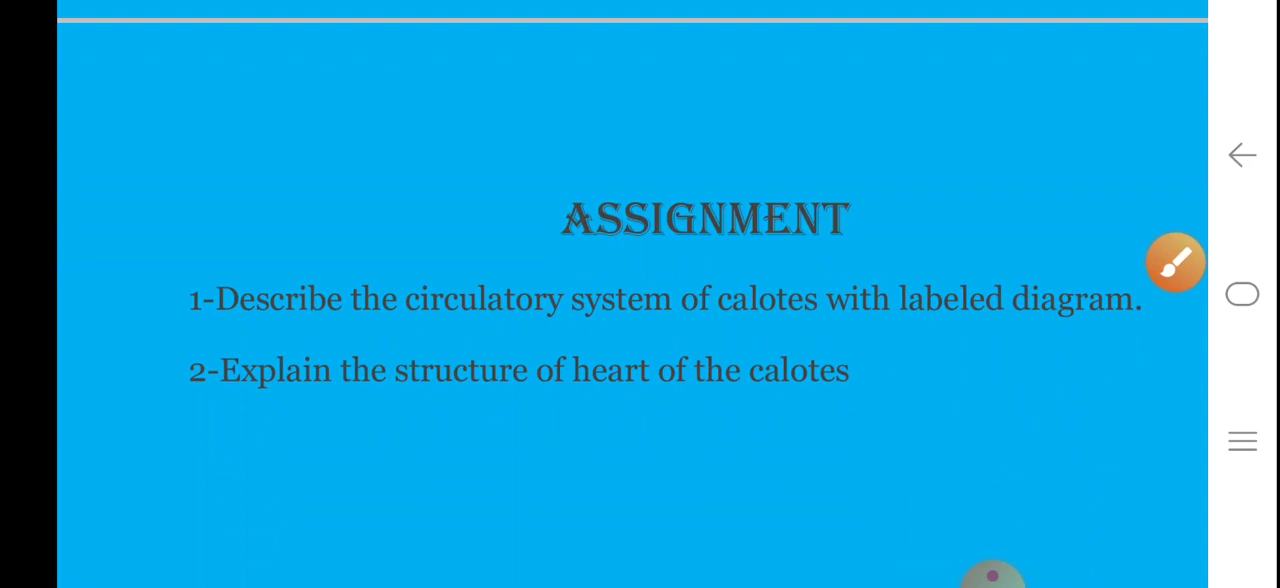 ASSIGNMENT
1-Describe the circulatory system of calotes with labeled diagram.
2-Explain the structure of heart of the calotes